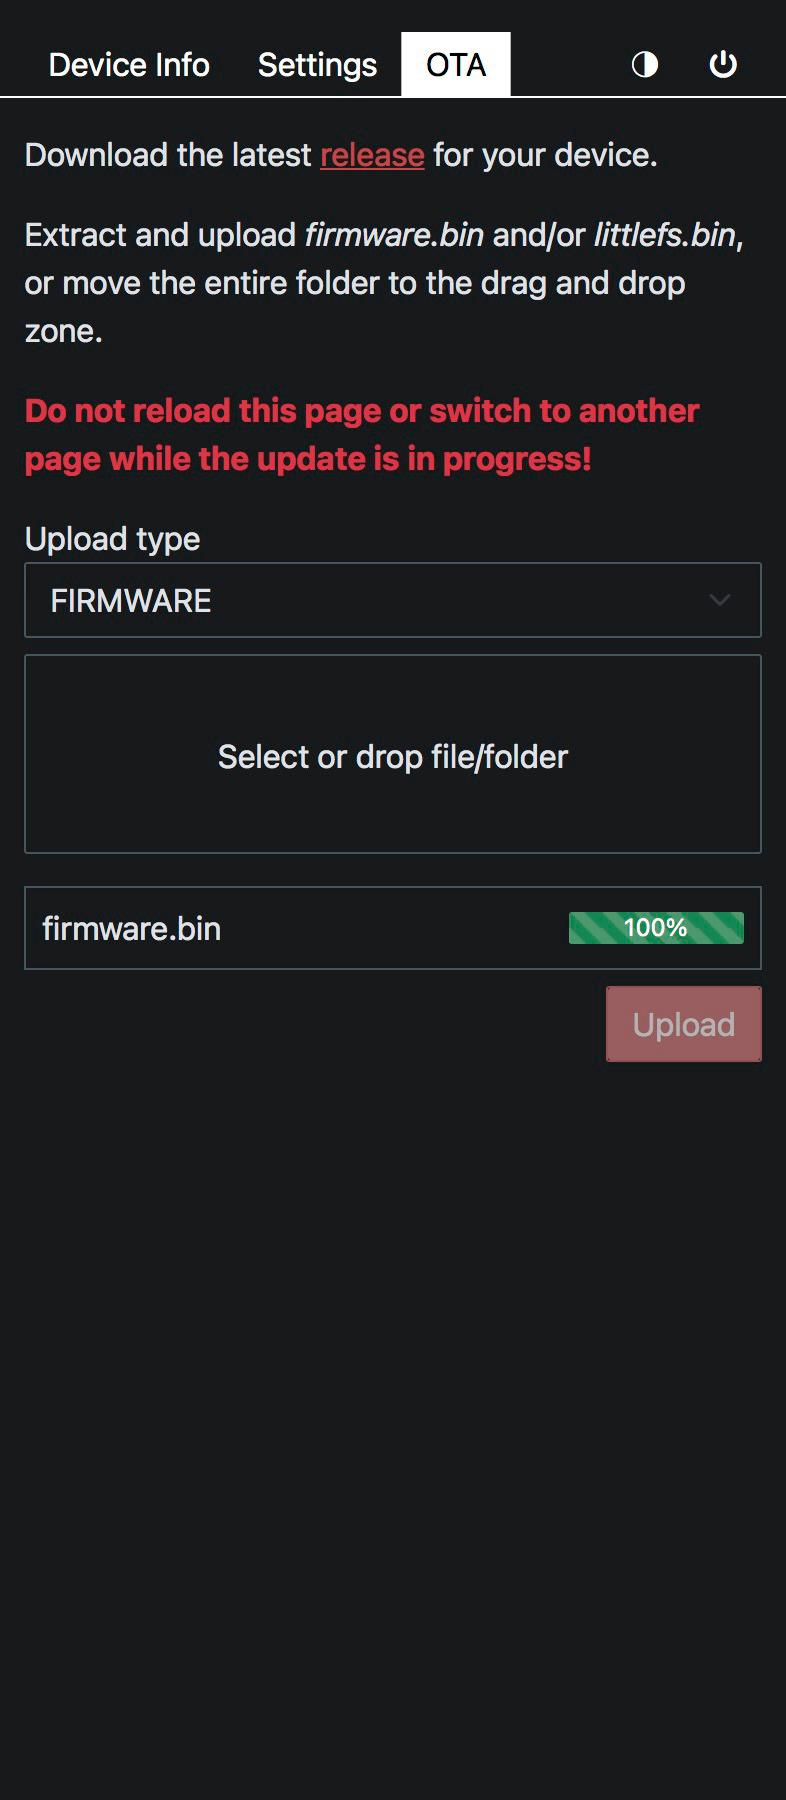 Device Info Settings OTA
Download the latest release for your device.
Extract and upload firmware.bin and/or littlefs.bin,
or move the entire folder to the drag and drop
zone.
Do not reload this page or switch to another
page while the update is in progress!
Upload type
FIRMWARE
Select or drop file/folder
firmware.bin 100%
Upload